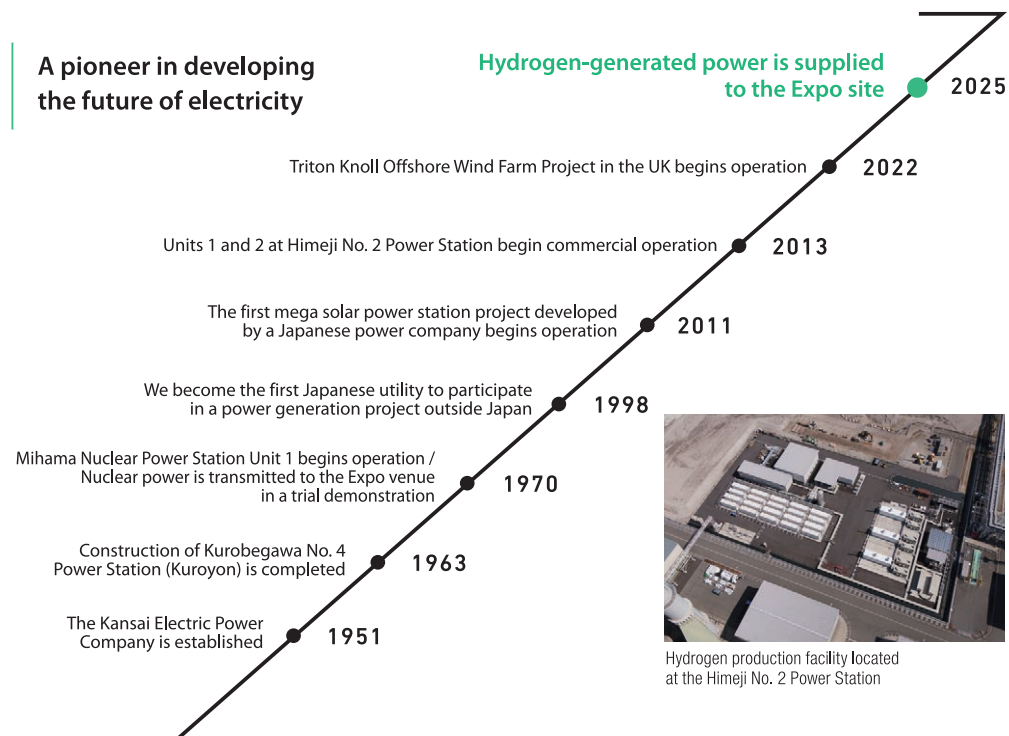 A pioneer in developing
the future of electricity
Hydrogen-generated power is supplied
to the Expo site
2025
Triton Knoll Offshore Wind Farm Project in the UK begins operation
2022
Units 1 and 2 at Himeji No. 2 Power Station begin commercial operation
2013
The first mega solar power station project developed
by a Japanese power company begins operation
2011
We become the first Japanese utility to participate
in a power generation project outside Japan
1998
Mihama Nuclear Power Station Unit 1 begins operation /
Nuclear power is transmitted to the Expo venue
in a trial demonstration
1970
Construction of Kurobegawa No. 4
Power Station (Kuroyon) is completed
1963
The Kansai Electric Power
Company is established
1951
Hydrogen production facility located
at the Himeji No. 2 Power Station